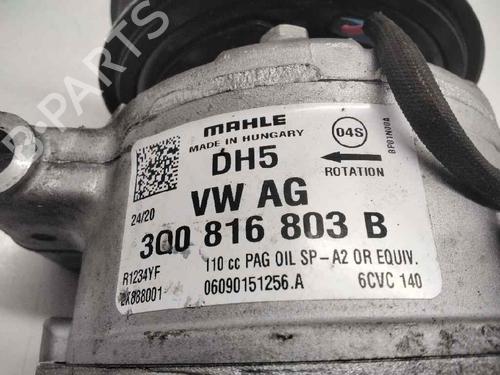 MAHLE
MADE IN HUNGARY
DH5
04S
BP01N00A
ROTATION
24/20
VW AG
3Q0 816 803 B
R1234YF
110 cc PAG OIL SP-A2 OR EQUIV.
2K888001
06090151256.A
6CVC 140
B-PARTS